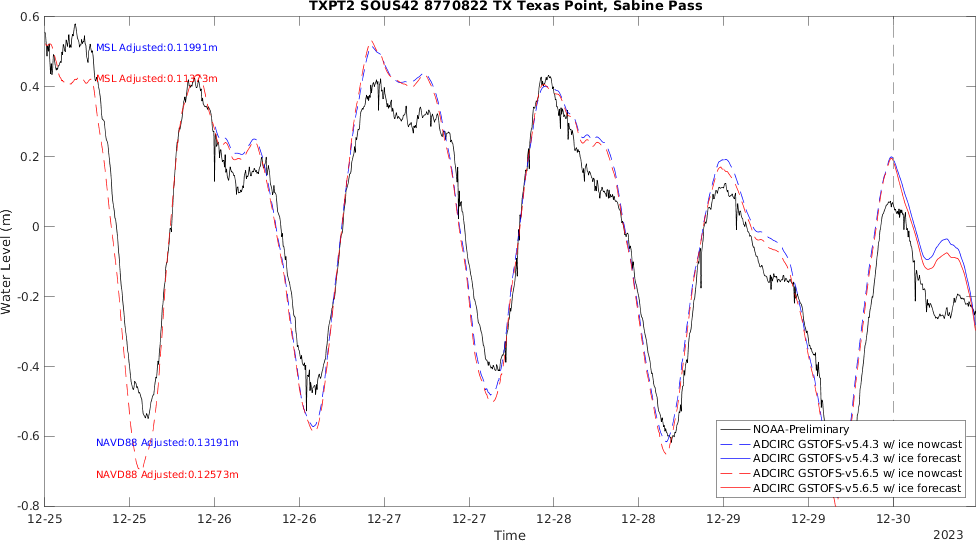 TXPT2 SOUS42 8770822 TX Texas Point, Sabine Pass
0.6
0.4
0.2
0
-0.2
-0.4
-0.6
-0.8
Water Level (m)
MSL Adjusted:0.11991m
MSL Adjusted:0.11323m
NAVD88 Adjusted:0.13191m
NAVD88 Adjusted:0.12573m
NOAA-Preliminary
ADCIRC GSTOFS-v5.4.3 w/ ice nowcast
ADCIRC GSTOFS-v5.4.3 w/ ice forecast
ADCIRC GSTOFS-v5.6.5 w/ ice nowcast
ADCIRC GSTOFS-v5.6.5 w/ ice forecast
12-25 12-25 12-26 12-26 12-27 12-27 12-28 12-28 12-29 12-29 12-30
Time
2023